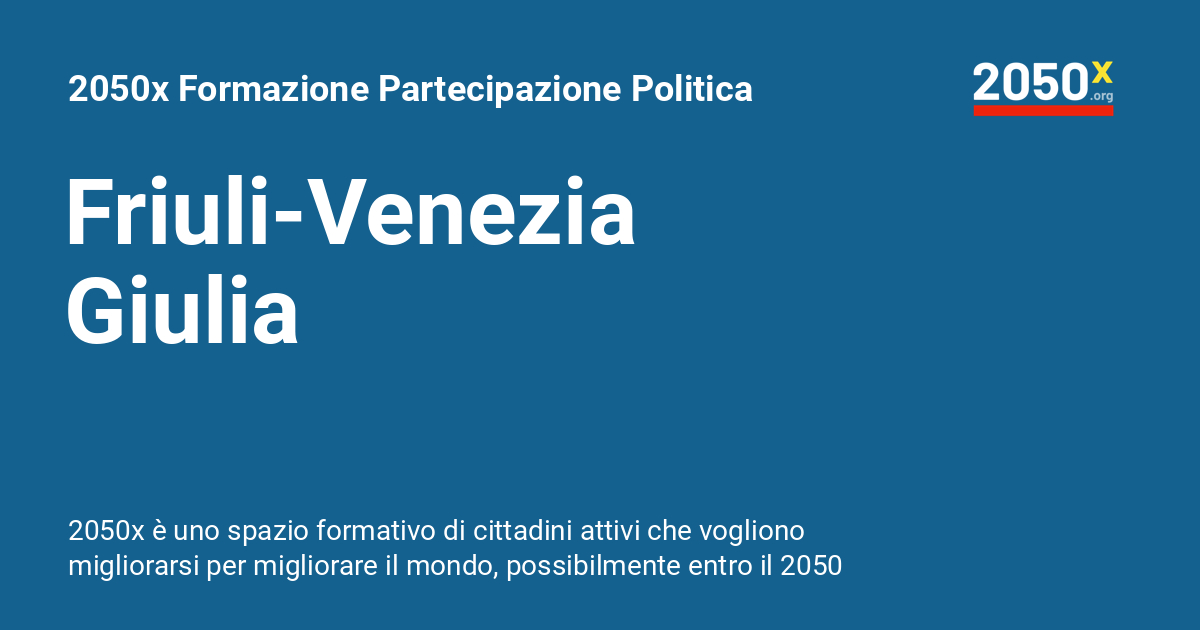 2050x Formazione Partecipazione Politica
2050x
.org
Friuli-Venezia
Giulia
2050x è uno spazio formativo di cittadini attivi che vogliono
migliorarsi per migliorare il mondo, possibilmente entro il 2050